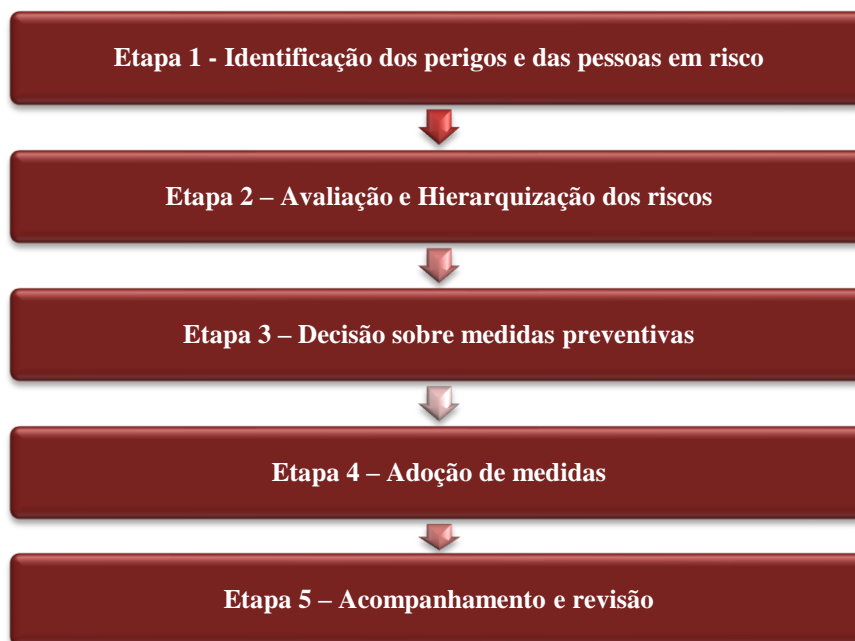 Etapa 1 - Identificação dos perigos e das pessoas em risco
Etapa 2 – Avaliação e Hierarquização dos riscos
Etapa 3 – Decisão sobre medidas preventivas
Etapa 4 – Adoção de medidas
Etapa 5 – Acompanhamento e revisão